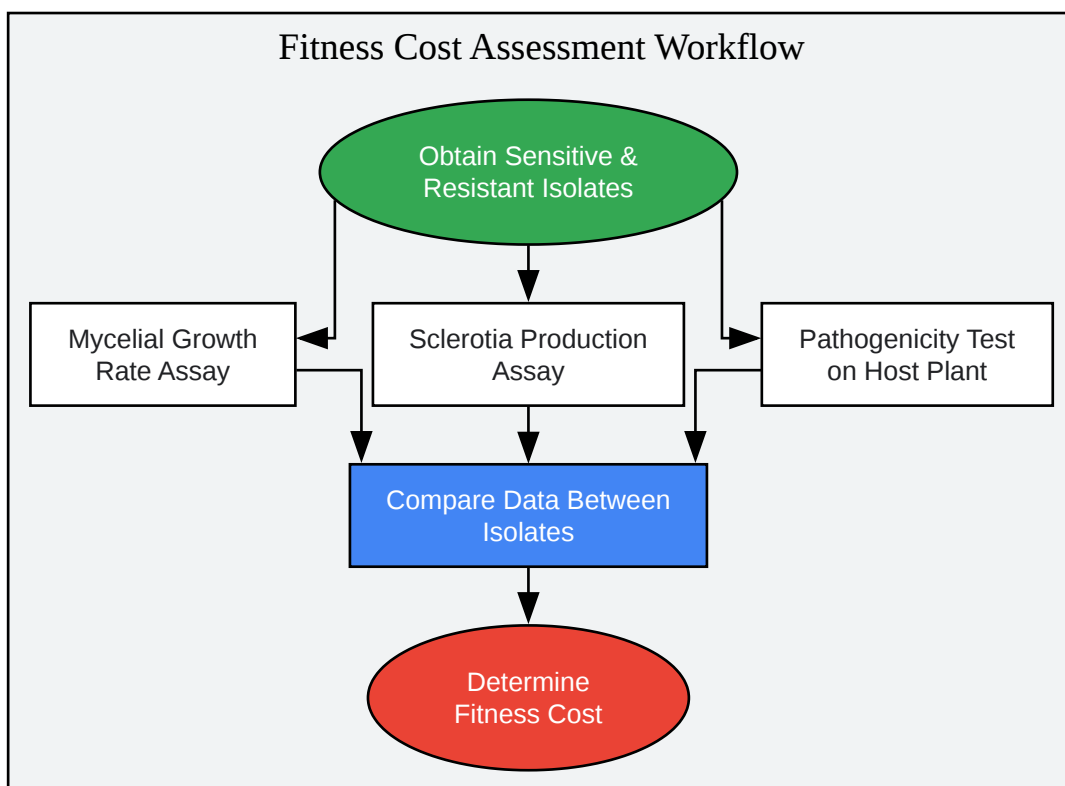 Fitness Cost Assessment Workflow
Obtain Sensitive &
Resistant Isolates
Mycelial Growth
Rate Assay
Sclerotia Production
Assay
Pathogenicity Test
on Host Plant
Compare Data Between
Isolates
Determine
Fitness Cost